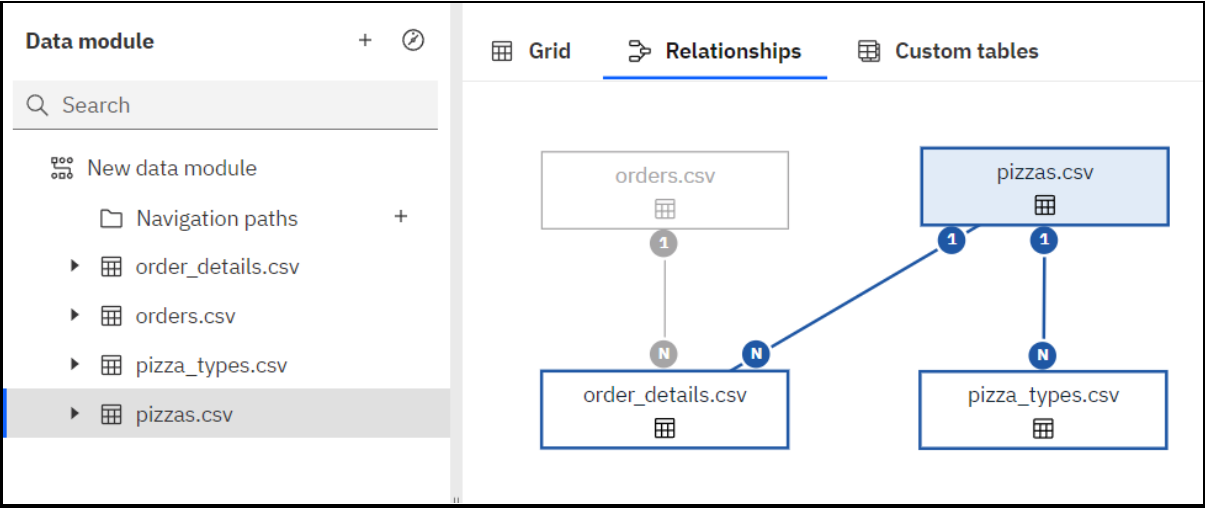 Data module +
Search
New data module
Navigation paths +
order_details.csv
orders.csv
pizza_types.csv
pizzas.csv
Grid Relationships Custom tables
orders.csv pizzas.csv
1 1 1
N N N
order_details.csv pizza_types.csv